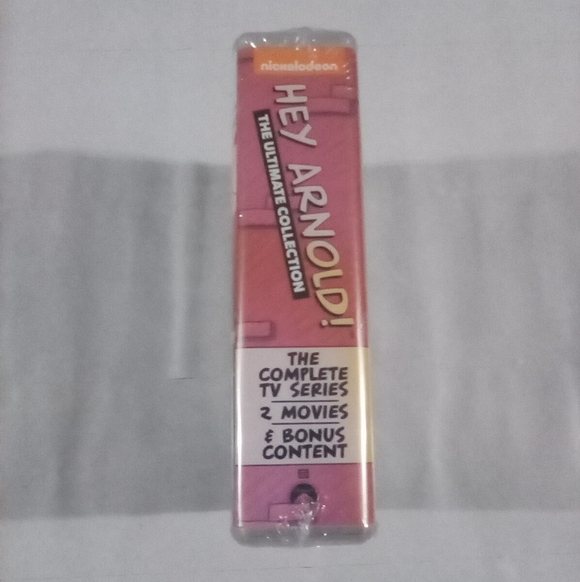 nickelodeon
HEY ARNOLD!
THE ULTIMATE COLLECTION
THE
COMPLETE
TV SERIES
2 MOVIES
& BONUS
CONTENT